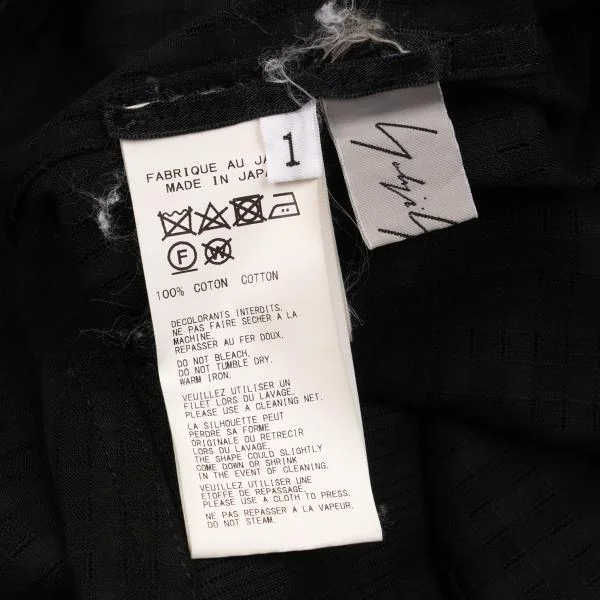 1
FABRIQUE AU
MADE IN
F
W
100% COTON COTTON
DECOLORANTS INTERDITS.
NE PAS FAIRE SECHER A LA
MACHINE.
REPASSER AU FER DOUX.
DO NOT BLEACH.
DO NOT TUMBLE DRY.
WARM IRON.
VEUILLEZ UTILISER UN
FILET LORS DU LAVAGE.
PLEASE USE A CLEANING NET.
LA SILHOUETTE PEUT
PERDRE SA FORME
ORIGINALE OU RETRECIR
LORS DU LAVAGE.
THE SHAPE COULD SLIGHTLY
COME DOWN OR SHRINK
IN THE EVENT OF CLEANING.
VEUILLEZ UTILISER UNE
ETOFFE DE REPASSAGE.
PLEASE USE A CLOTH TO PRESS.
NE PAS REPASSER A LA VAPEUR.
DO NOT STEAM.